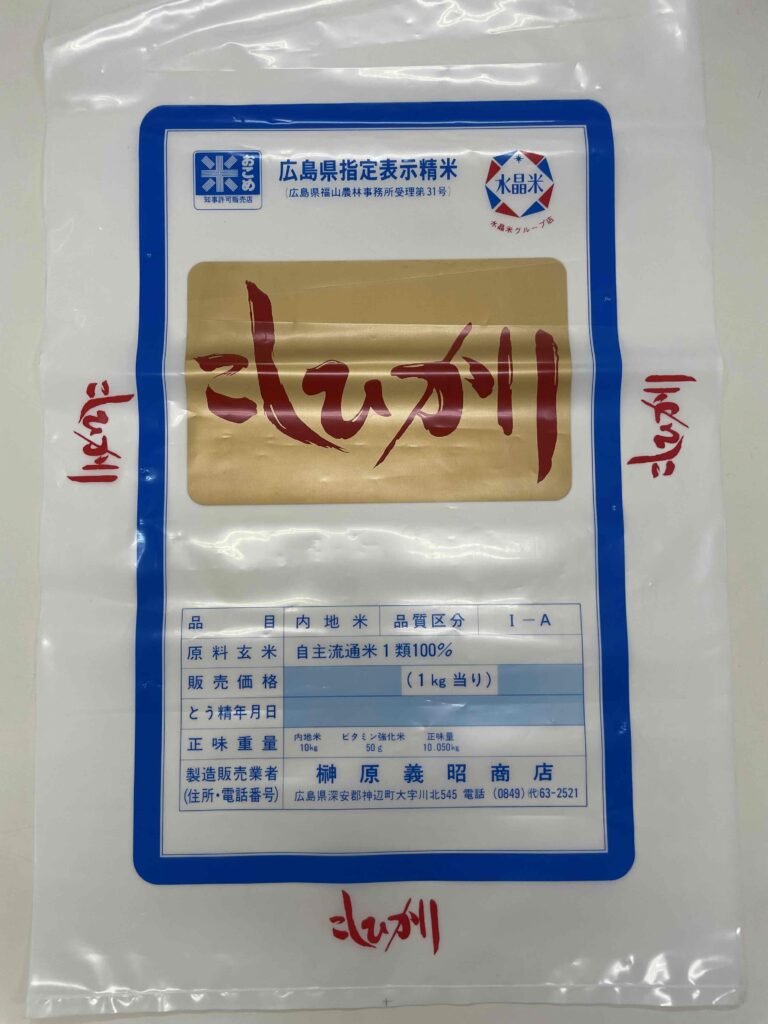 おこめ
米
知事許可販売店
広島県指定表示精米
(広島県福山農林事務所受理第31号)
水晶米
水晶米グループ店
こしひかり
こしひかり
こしひかり
品目 内地米 品質区分 I-A
原料玄米 自主流通米1類100%
販売価格 (1kg当り)
とう精年月日
正味重量 内地米 ビタミン強化米 正味量
10kg 50g 10.050kg
製造販売業者 榊原義昭商店
(住所・電話番号) 広島県深安郡神辺町大字川北545 電話 (0849) ㈹63-2521
こしひかり